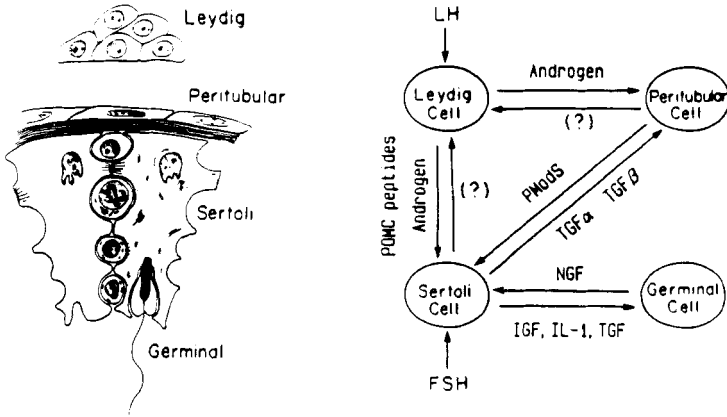 Leydig
Peritubular
Sertoli
Germinal
LH
Leydig
Cell
Androgen
(?)
Peritubular
Cell
POMC peptides
Androgen
(?)
PModS
TGFα
TGFβ
Sertoli
Cell
NGF
IGF, IL-1, TGF
Germinal
Cell
FSH